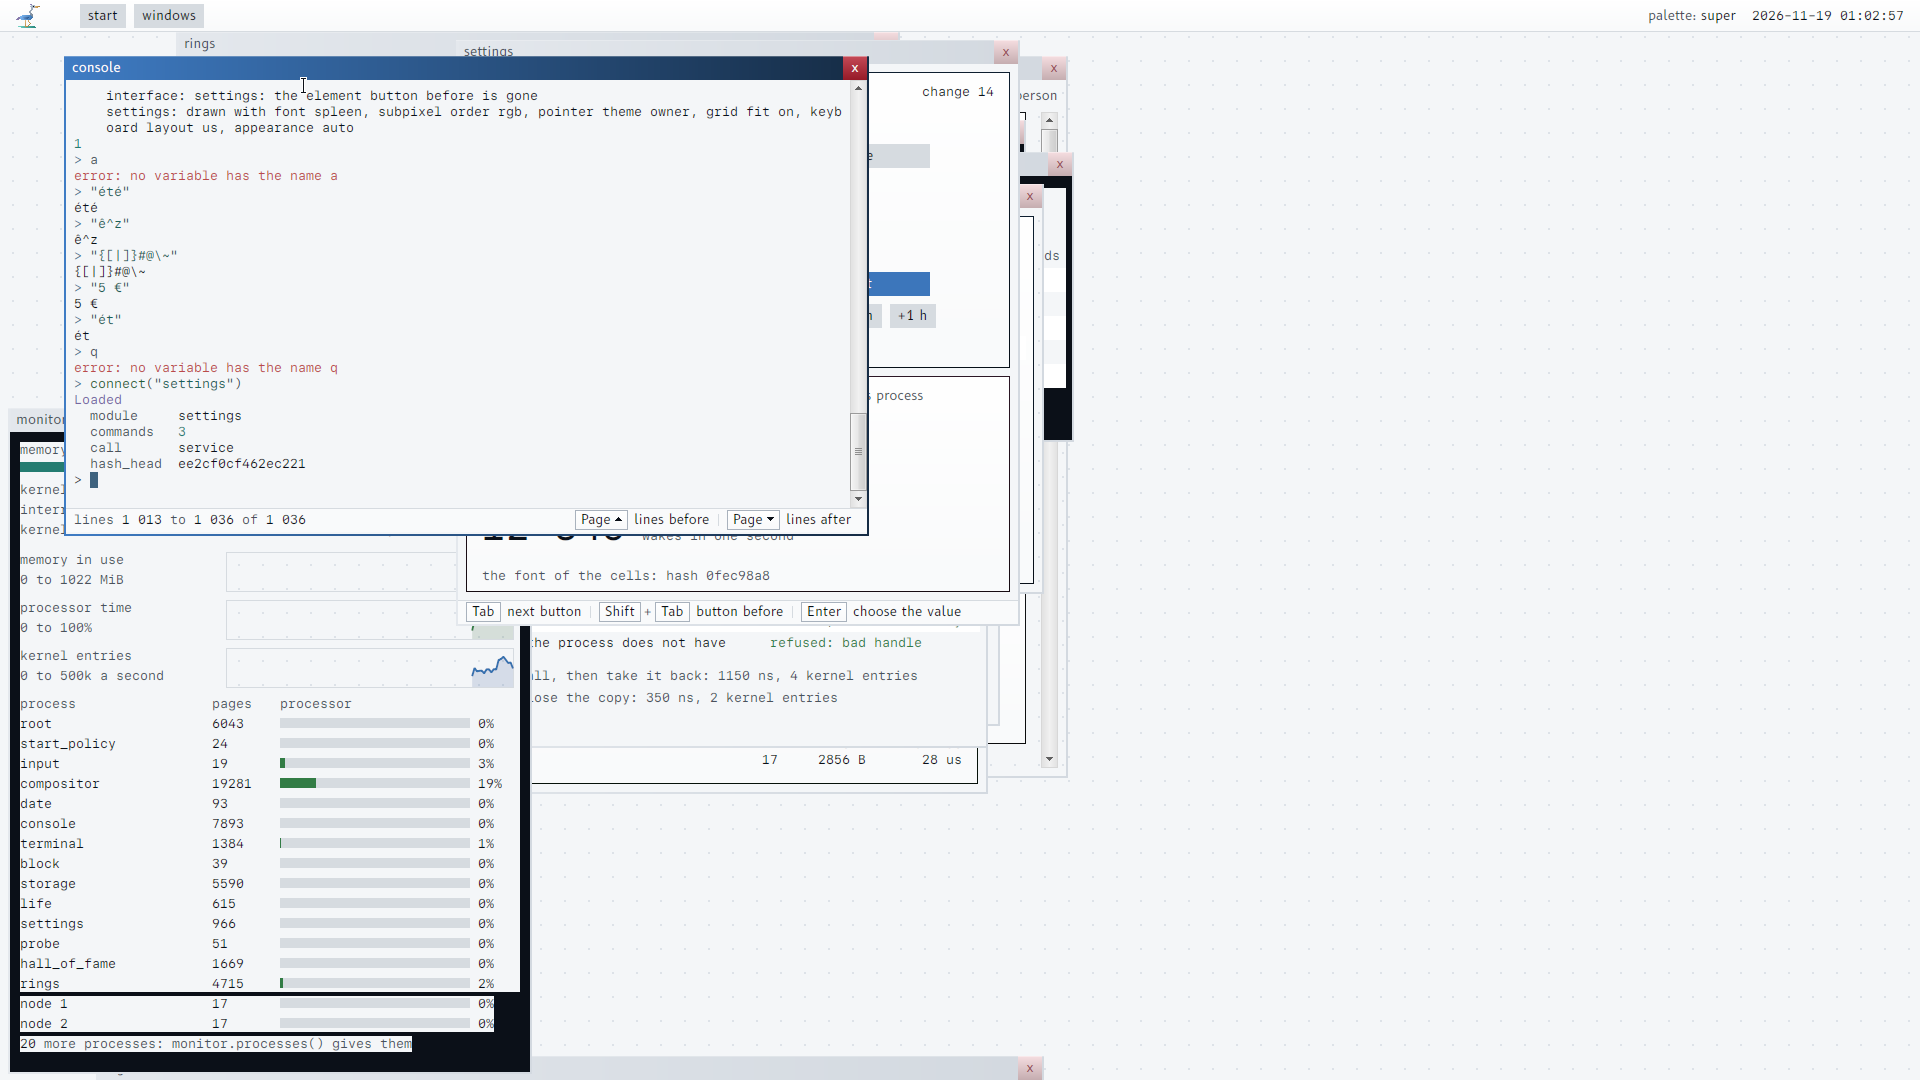 start windows palette: super 2026-11-19 01:02:57
rings
settings x
console x
x
interface: settings: the element button before is gone
settings: drawn with font spleen, subpixel order rgb, pointer theme owner, grid fit on, keyb
oard layout us, appearance auto
1
> a
error: no variable has the name a
> "été"
été
> "ê^z"
ê^z
> "{[|]}#@\~"
{[|]}#@\~
> "5 €"
5 €
> "ét"
ét
> q
error: no variable has the name q
> connect("settings")
Loaded
module settings
commands 3
call service
hash_head ee2cf0cf462ec221
>
lines 1 013 to 1 036 of 1 036 Page lines before Page lines after
change 14
erson
x
x
ds
+1 h
process
wakes in one second
the font of the cells: hash 0fec98a8
Tab next button Shift + Tab button before Enter choose the value
the process does not have refused: bad handle
all, then take it back: 1150 ns, 4 kernel entries
lose the copy: 350 ns, 2 kernel entries
17 2856 B 28 us
monitor
memory
kernel
inter
kernel
memory in use
0 to 1022 MiB
processor time
0 to 100%
kernel entries
0 to 500k a second
process pages processor
root 6043 0%
start_policy 24 0%
input 19 3%
compositor 19281 19%
date 93 0%
console 7893 0%
terminal 1384 1%
block 39 0%
storage 5590 0%
life 615 0%
settings 966 0%
probe 51 0%
hall_of_fame 1669 0%
rings 4715 2%
node 1 17 0%
node 2 17 0%
20 more processes: monitor.processes() gives them
x